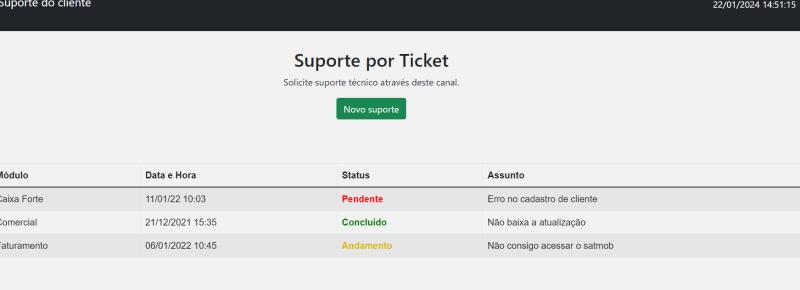 Suporte do cliente 22/01/2024 14:51:15
Suporte por Ticket
Solicite suporte técnico através deste canal.
Novo suporte
Módulo Data e Hora Status Assunto
Caixa Forte 11/01/22 10:03 Pendente Erro no cadastro de cliente
Comercial 21/12/2021 15:35 Concluído Não baixa a atualização
Faturamento 06/01/2022 10:45 Andamento Não consigo acessar o satmob